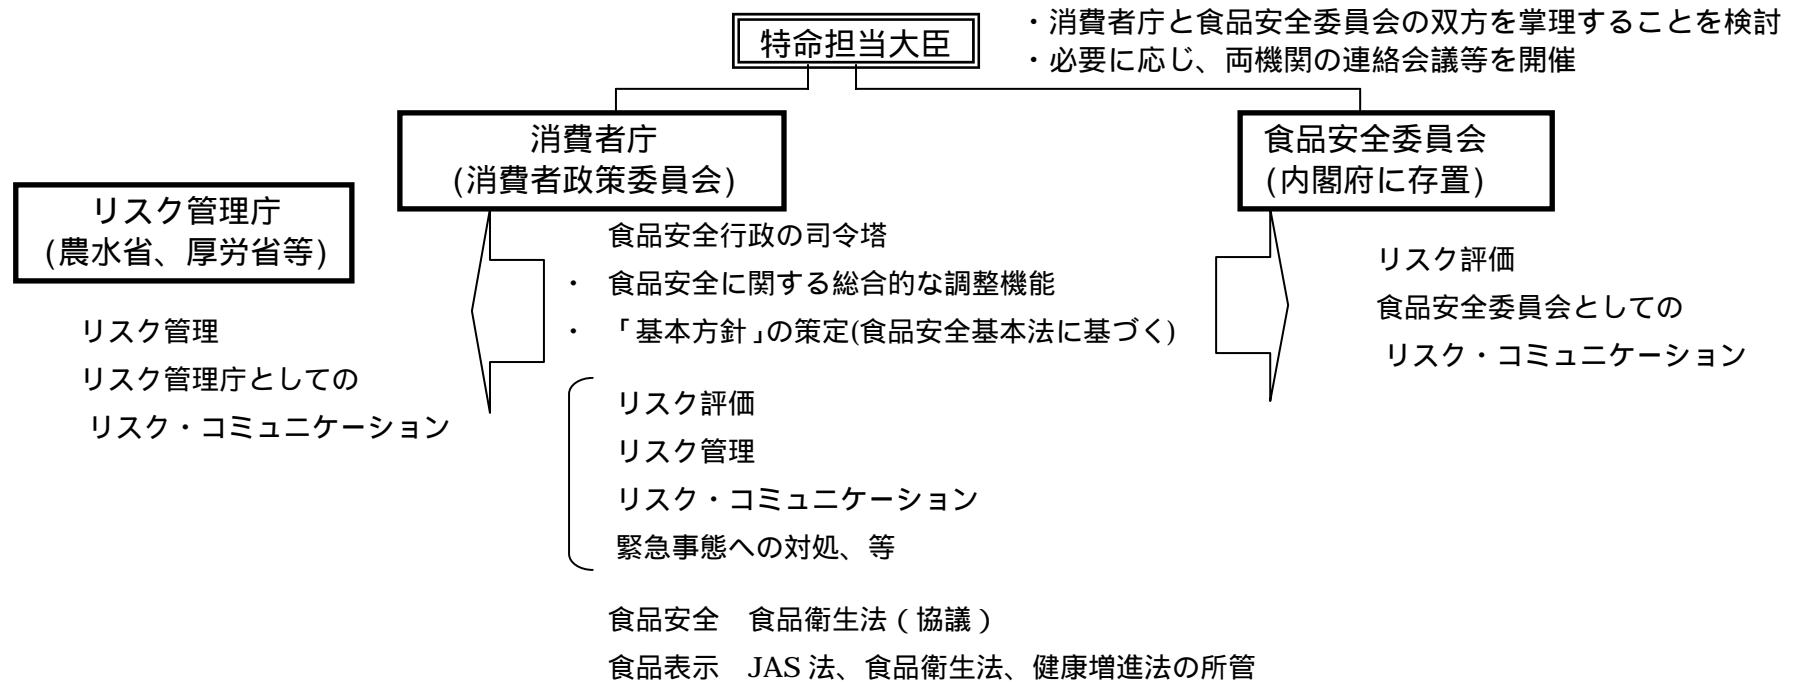 特命担当大臣
・消費者庁と食品安全委員会の双方を掌理することを検討
・必要に応じ、両機関の連絡会議等を開催
消費者庁
(消費者政策委員会)
食品安全委員会
(内閣府に存置)
リスク管理庁
(農水省、厚労省等)
リスク管理
リスク管理庁としての
リスク・コミュニケーション
食品安全行政の司令塔
・ 食品安全に関する総合的な調整機能
・ 「基本方針」の策定(食品安全基本法に基づく)
リスク評価
リスク管理
リスク・コミュニケーション
緊急事態への対処、等
食品安全 食品衛生法(協議)
食品表示 JAS法、食品衛生法、健康増進法の所管
リスク評価
食品安全委員会としての
リスク・コミュニケーション